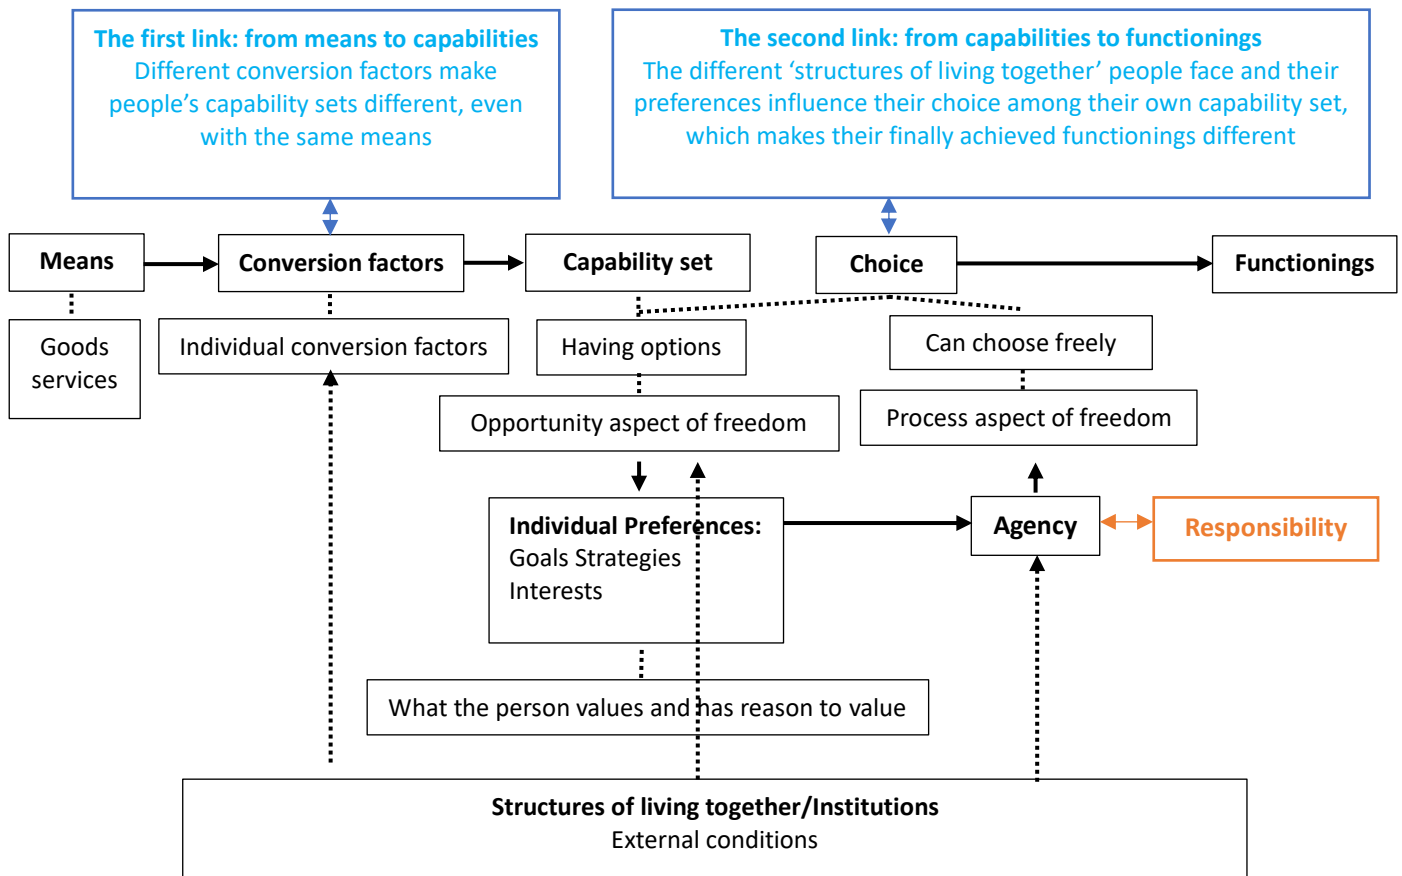 The first link: from means to capabilities
Different conversion factors make
people’s capability sets different, even
with the same means
The second link: from capabilities to functionings
The different ‘structures of living together’ people face and their
preferences influence their choice among their own capability set,
which makes their finally achieved functionings different
Means
Conversion factors
Capability set
Choice
Functionings
Goods
services
Individual conversion factors
Having options
Can choose freely
Opportunity aspect of freedom
Process aspect of freedom
Individual Preferences:
Goals Strategies
Interests
Agency
Responsibility
What the person values and has reason to value
Structures of living together/Institutions
External conditions